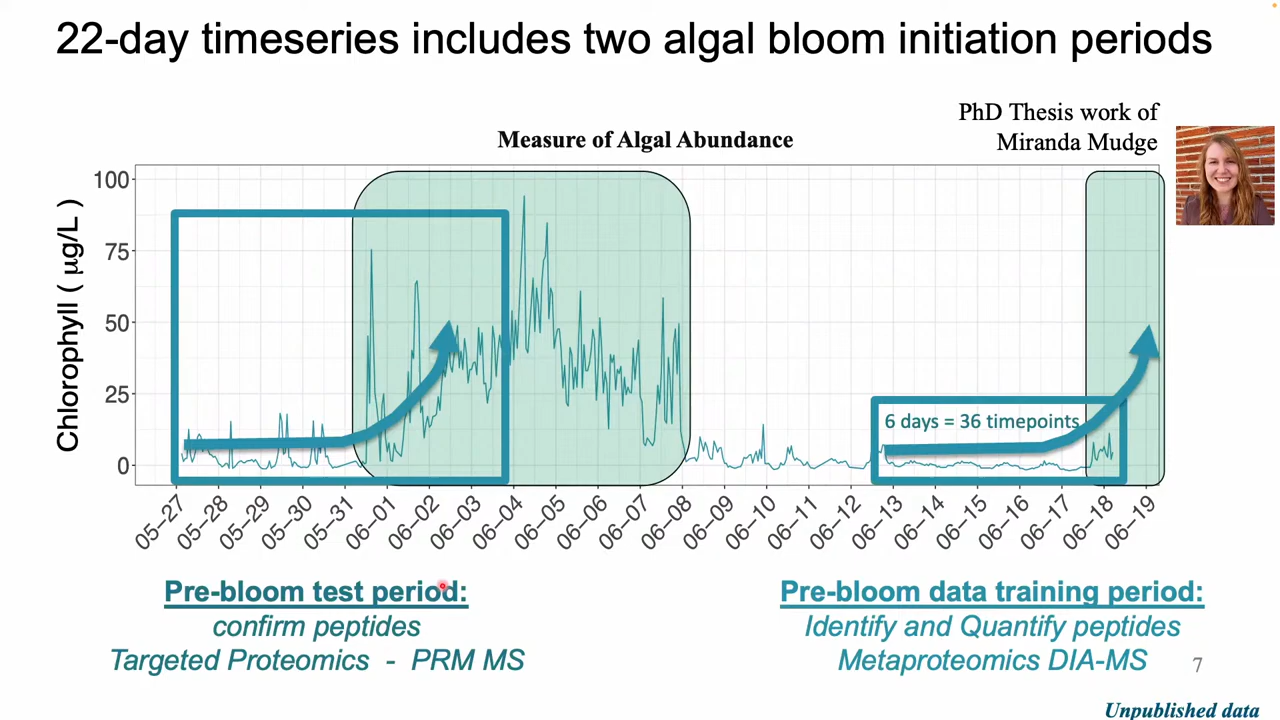 22-day timeseries includes two algal bloom initiation periods
PhD Thesis work of
Miranda Mudge
Measure of Algal Abundance
Chlorophyll ( µg/L )
100
75
50
25
0
6 days = 36 timepoints
05-27
05-28
05-29
05-30
05-31
06-01
06-02
06-03
06-04
06-05
06-06
06-07
06-08
06-09
06-10
06-11
06-12
06-13
06-14
06-15
06-16
06-17
06-18
06-19
Pre-bloom test period:
confirm peptides
Targeted Proteomics - PRM MS
Pre-bloom data training period:
Identify and Quantify peptides
Metaproteomics DIA-MS
7
Unpublished data